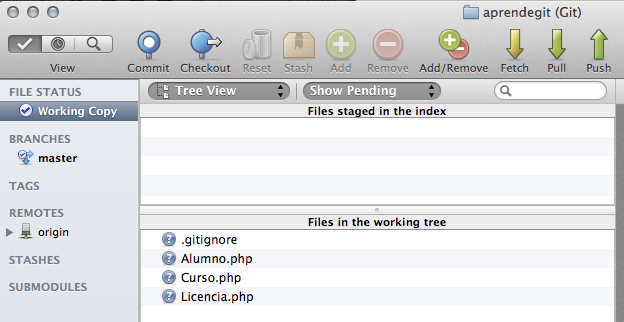 aprendegit (Git)
View
Commit
Checkout
Reset
Stash
Add
Remove
Add/Remove
Fetch
Pull
Push
FILE STATUS
Working Copy
BRANCHES
master
TAGS
REMOTES
origin
STASHES
SUBMODULES
Tree View
Show Pending
Files staged in the index
Files in the working tree
.gitignore
Alumno.php
Curso.php
Licencia.php